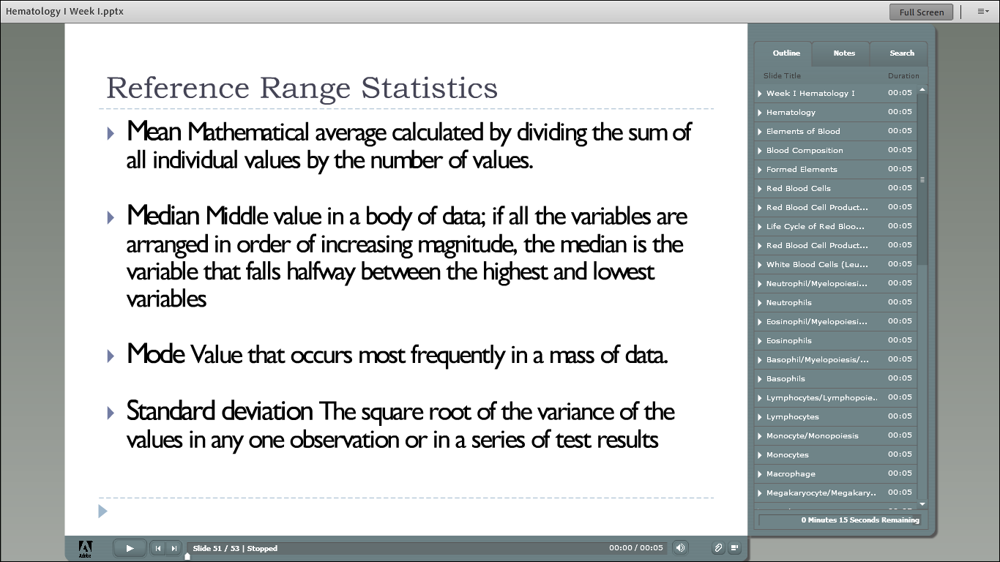 Hematology I Week I.pptx
Full Screen
Reference Range Statistics
Mean Mathematical average calculated by dividing the sum of
all individual values by the number of values.
Median Middle value in a body of data; if all the variables are
arranged in order of increasing magnitude, the median is the
variable that falls halfway between the highest and lowest
variables
Mode Value that occurs most frequently in a mass of data.
Standard deviation The square root of the variance of the
values in any one observation or in a series of test results
Outline Notes Search
Slide Title Duration
Week I Hematology I 00:05
Hematology 00:05
Elements of Blood 00:05
Blood Composition 00:05
Formed Elements 00:05
Red Blood Cells 00:05
Red Blood Cell Product... 00:05
Life Cycle of Red Bloo... 00:05
Red Blood Cell Product... 00:05
White Blood Cells (Leu... 00:05
Neutrophil/Myelopoiesi... 00:05
Neutrophils 00:05
Eosinophil/Myelopoiesi... 00:05
Eosinophils 00:05
Basophil/Myelopoiesis/... 00:05
Basophils 00:05
Lymphocytes/Lymphopoie.. 00:05
Lymphocytes 00:05
Monocyte/Monopoiesis 00:05
Monocytes 00:05
Macrophage 00:05
Megakaryocyte/Megakary.. 00:05
0 Minutes 15 Seconds Remaining
Adobe
Slide 51 / 53 | Stopped 00:00 / 00:05